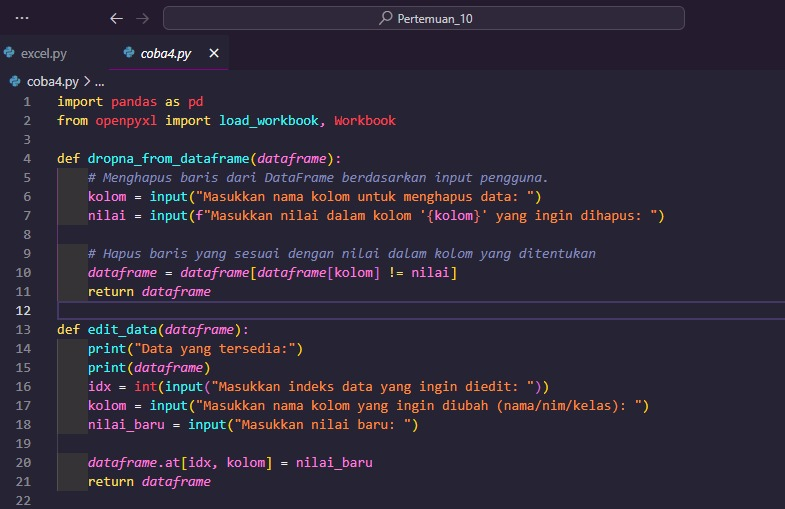 ··· ← → Pertemuan_10
excel.py coba4.py ✕
coba4.py > ...
1 import pandas as pd
2 from openpyxl import load_workbook, Workbook
3
4 def dropna_from_dataframe(dataframe):
5     # Menghapus baris dari DataFrame berdasarkan input pengguna.
6     kolom = input("Masukkan nama kolom untuk menghapus data: ")
7     nilai = input(f"Masukkan nilai dalam kolom '{kolom}' yang ingin dihapus: ")
8
9     # Hapus baris yang sesuai dengan nilai dalam kolom yang ditentukan
10     dataframe = dataframe[dataframe[kolom] != nilai]
11     return dataframe
12
13 def edit_data(dataframe):
14     print("Data yang tersedia:")
15     print(dataframe)
16     idx = int(input("Masukkan indeks data yang ingin diedit: "))
17     kolom = input("Masukkan nama kolom yang ingin diubah (nama/nim/kelas): ")
18     nilai_baru = input("Masukkan nilai baru: ")
19
20     dataframe.at[idx, kolom] = nilai_baru
21     return dataframe
22